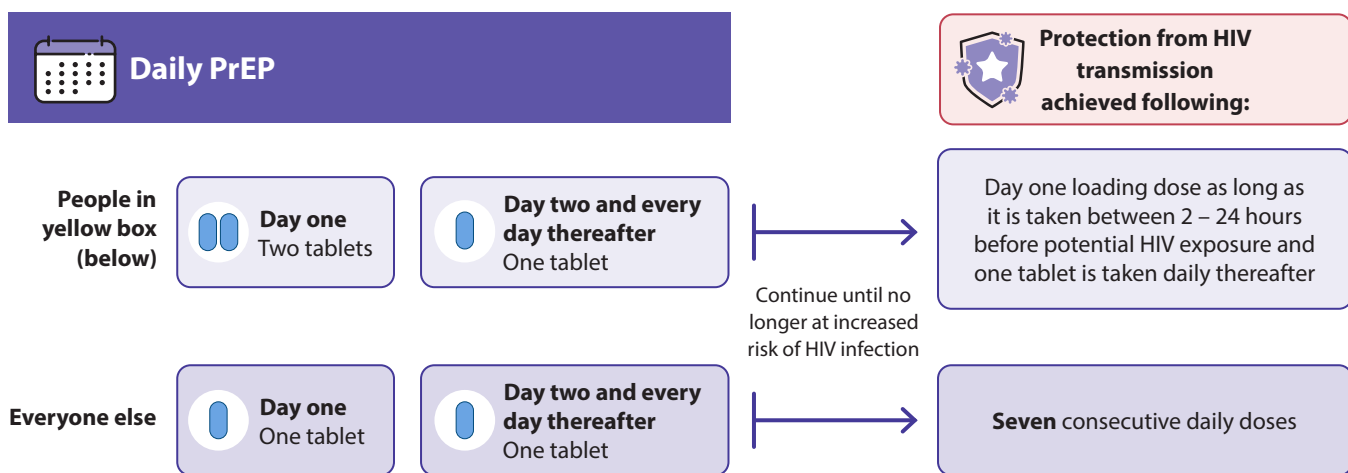 Daily PrEP
Protection from HIV
transmission
achieved following:
People in
yellow box
(below)
Day one
Two tablets
Day two and every
day thereafter
One tablet
Continue until no
longer at increased
risk of HIV infection
Day one loading dose as long as
it is taken between 2 – 24 hours
before potential HIV exposure and
one tablet is taken daily thereafter
Everyone else
Day one
One tablet
Day two and every
day thereafter
One tablet
Seven consecutive daily doses